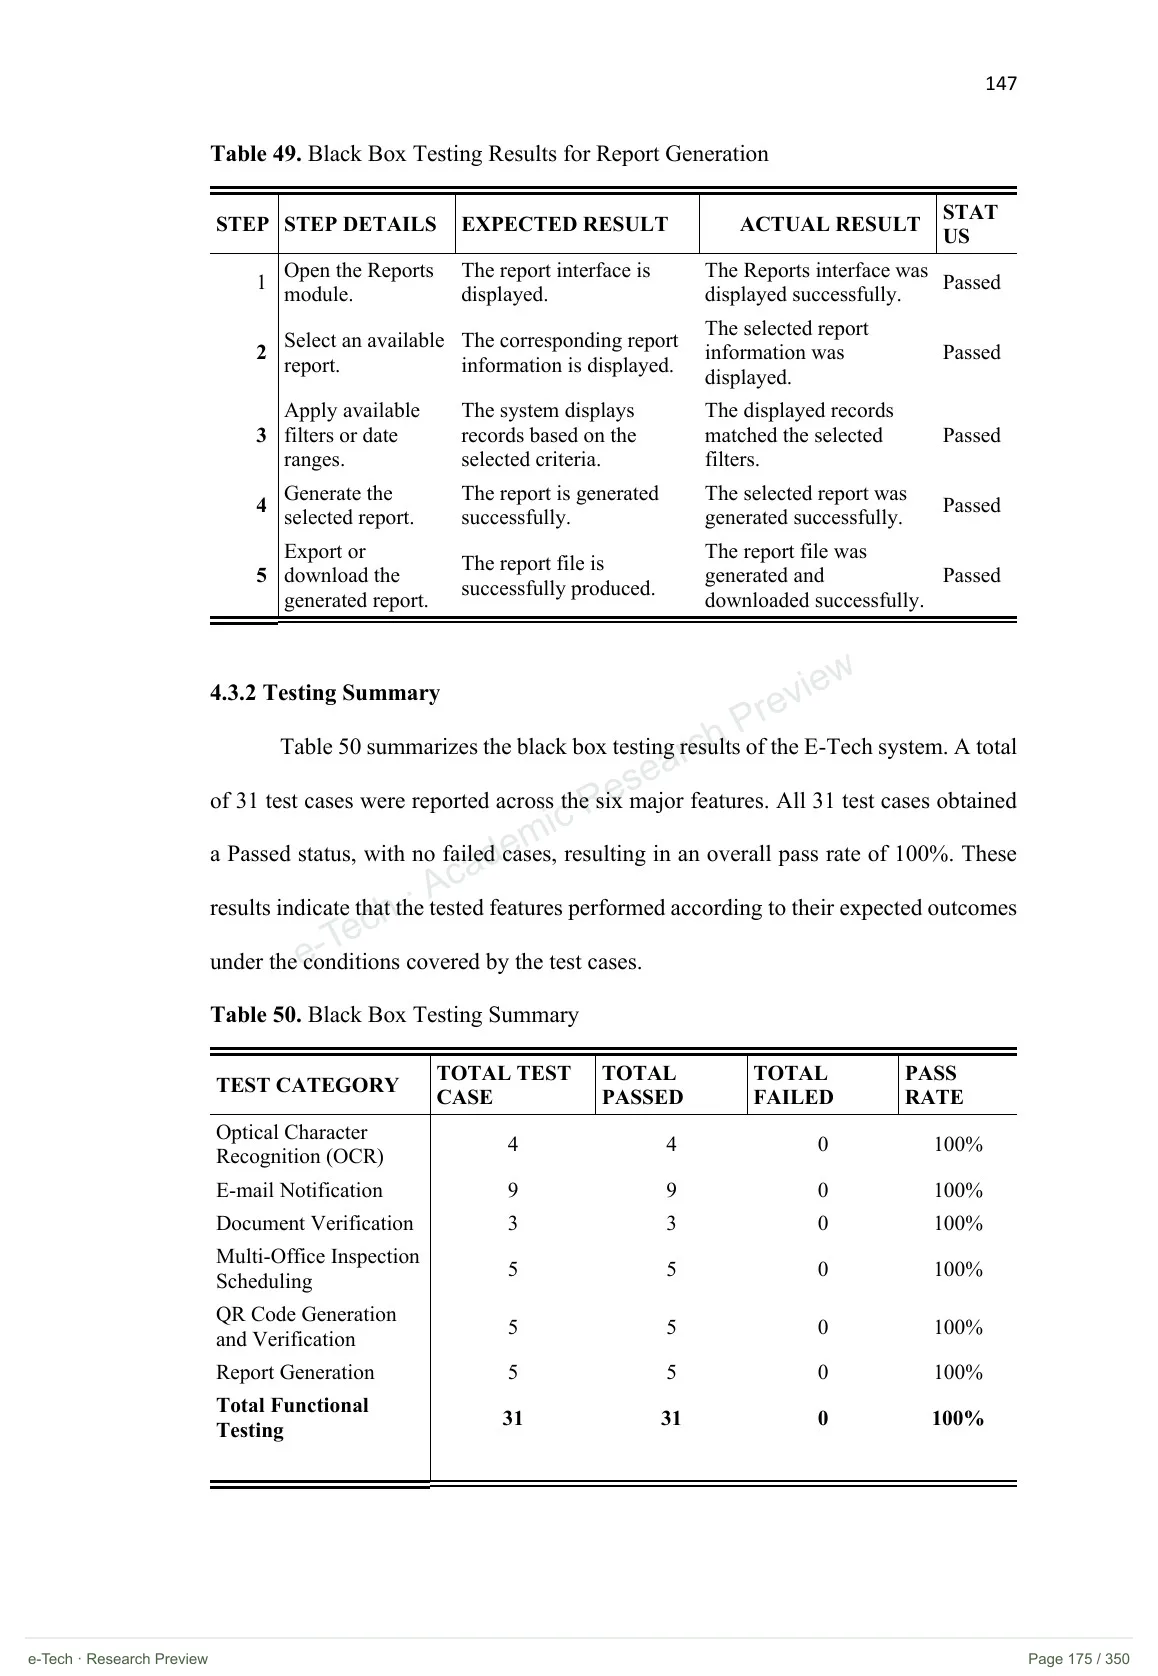 147
Table 49. Black Box Testing Results for Report Generation
STEP STEP DETAILS EXPECTED RESULT ACTUAL RESULT STAT US
1 Open the Reports module. The report interface is displayed. The Reports interface was displayed successfully. Passed
2 Select an available report. The corresponding report information is displayed. The selected report information was displayed. Passed
3 Apply available filters or date ranges. The system displays records based on the selected criteria. The displayed records matched the selected filters. Passed
4 Generate the selected report. The report is generated successfully. The selected report was generated successfully. Passed
5 Export or download the generated report. The report file is successfully produced. The report file was generated and downloaded successfully. Passed
4.3.2 Testing Summary
Table 50 summarizes the black box testing results of the E-Tech system. A total
of 31 test cases were reported across the six major features. All 31 test cases obtained
a Passed status, with no failed cases, resulting in an overall pass rate of 100%. These
results indicate that the tested features performed according to their expected outcomes
under the conditions covered by the test cases.
e-Tech · Academic Research Preview
Table 50. Black Box Testing Summary
TEST CATEGORY TOTAL TEST CASE TOTAL PASSED TOTAL FAILED PASS RATE
Optical Character Recognition (OCR) 4 4 0 100%
E-mail Notification 9 9 0 100%
Document Verification 3 3 0 100%
Multi-Office Inspection Scheduling 5 5 0 100%
QR Code Generation and Verification 5 5 0 100%
Report Generation 5 5 0 100%
Total Functional Testing 31 31 0 100%
e-Tech · Research Preview Page 175 / 350